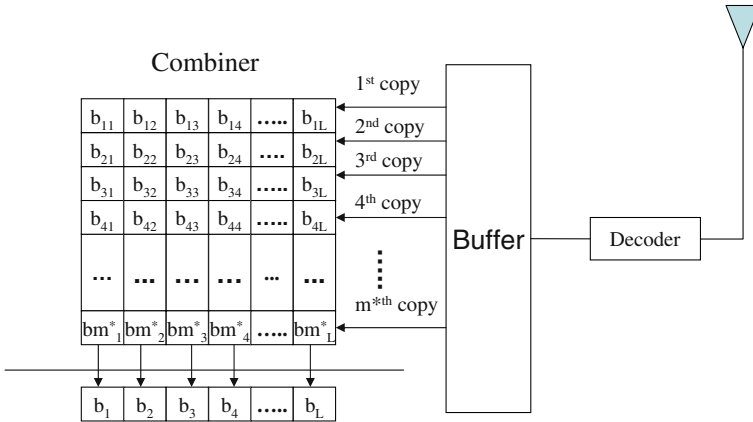 Combiner
1st copy
b11 b12 b13 b14 ..... b1L
2nd copy
b21 b22 b23 b24 .... b2L
3rd copy
b31 b32 b33 b34 ..... b3L
4th copy
b41 b42 b43 b44 ..... b4L
Buffer
Decoder
... ... ... ... ... ...
m*th copy
bm*1 bm*2 bm*3 bm*4 ..... bm*L
b1 b2 b3 b4 ..... bL